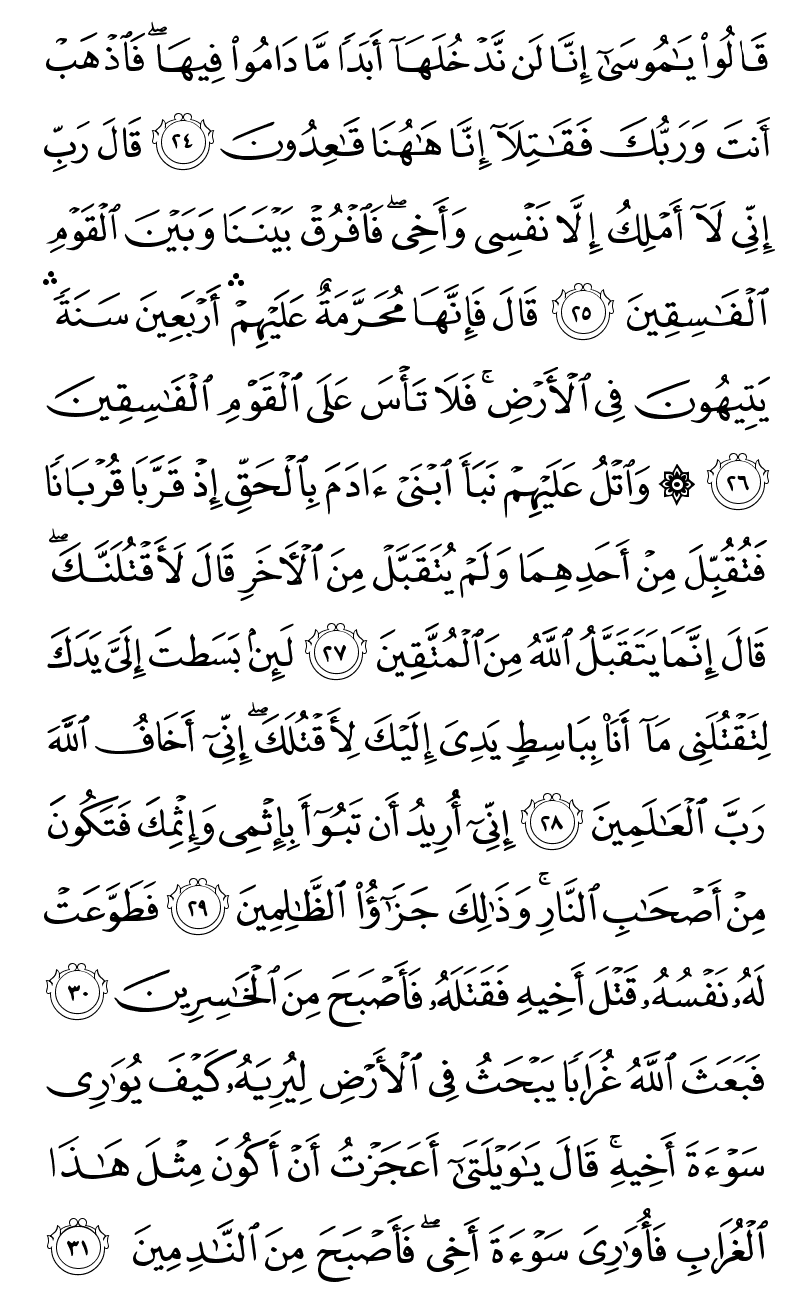 قَالُوا۟ يَـٰمُوسَىٰٓ إِنَّا لَن نَّدْخُلَهَآ أَبَدًا مَّا دَامُوا۟ فِيهَا ۖ فَٱذْهَبْ
أَنتَ وَرَبُّكَ فَقَـٰتِلَآ إِنَّا هَـٰهُنَا قَـٰعِدُونَ ٢٤ قَالَ رَبِّ
إِنِّى لَآ أَمْلِكُ إِلَّا نَفْسِى وَأَخِى ۖ فَٱفْرُقْ بَيْنَنَا وَبَيْنَ ٱلْقَوْمِ
ٱلْفَـٰسِقِينَ ٢٥ قَالَ فَإِنَّهَا مُحَرَّمَةٌ عَلَيْهِمْ ۛ أَرْبَعِينَ سَنَةً ۛ
يَتِيهُونَ فِى ٱلْأَرْضِ ۚ فَلَا تَأْسَ عَلَى ٱلْقَوْمِ ٱلْفَـٰسِقِينَ
٢٦ ۞ وَٱتْلُ عَلَيْهِمْ نَبَأَ ٱبْنَىْ ءَادَمَ بِٱلْحَقِّ إِذْ قَرَّبَا قُرْبَانًا
فَتُقُبِّلَ مِنْ أَحَدِهِمَا وَلَمْ يُتَقَبَّلْ مِنَ ٱلْـَٔاخَرِ قَالَ لَأَقْتُلَنَّكَ ۖ
قَالَ إِنَّمَا يَتَقَبَّلُ ٱللَّهُ مِنَ ٱلْمُتَّقِينَ ٢٧ لَئِنۢ بَسَطتَ إِلَىَّ يَدَكَ
لِتَقْتُلَنِى مَآ أَنَا۠ بِبَاسِطٍ يَدِىَ إِلَيْكَ لِأَقْتُلَكَ ۖ إِنِّىٓ أَخَافُ ٱللَّهَ
رَبَّ ٱلْعَـٰلَمِينَ ٢٨ إِنِّىٓ أُرِيدُ أَن تَبُوٓأَ بِإِثْمِى وَإِثْمِكَ فَتَكُونَ
مِنْ أَصْحَـٰبِ ٱلنَّارِ ۚ وَذَٰلِكَ جَزَٰٓؤُا۟ ٱلظَّـٰلِمِينَ ٢٩ فَطَوَّعَتْ
لَهُۥ نَفْسُهُۥ قَتْلَ أَخِيهِ فَقَتَلَهُۥ فَأَصْبَحَ مِنَ ٱلْخَـٰسِرِينَ ٣٠
فَبَعَثَ ٱللَّهُ غُرَابًا يَبْحَثُ فِى ٱلْأَرْضِ لِيُرِيَهُۥ كَيْفَ يُوَٰرِى
سَوْءَةَ أَخِيهِ ۚ قَالَ يَـٰوَيْلَتَىٰٓ أَعَجَزْتُ أَنْ أَكُونَ مِثْلَ هَـٰذَا
ٱلْغُرَابِ فَأُوَٰرِىَ سَوْءَةَ أَخِى ۖ فَأَصْبَحَ مِنَ ٱلنَّـٰدِمِينَ ٣١